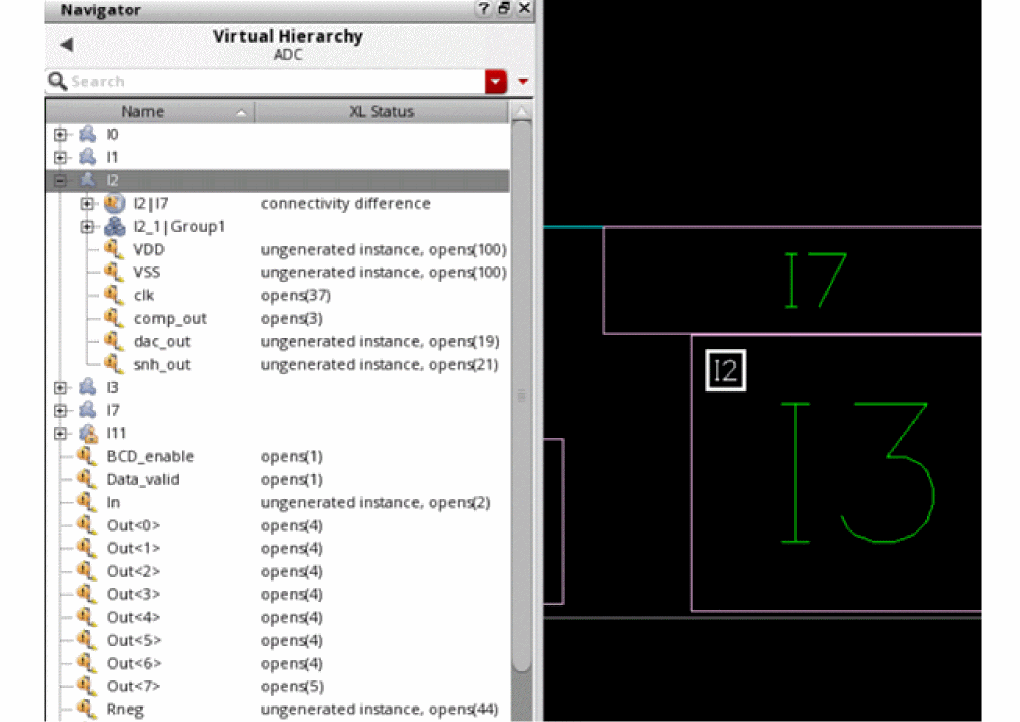 Navigator
Virtual Hierarchy
ADC
Search
Name XL Status
I0
I1
I2
I2|I7 connectivity difference
I2_1|Group1
VDD ungenerated instance, opens(100)
VSS ungenerated instance, opens(100)
clk opens(37)
comp_out opens(3)
dac_out ungenerated instance, opens(19)
snh_out ungenerated instance, opens(21)
I3
I7
I11
BCD_enable opens(1)
Data_valid opens(1)
In ungenerated instance, opens(2)
Out<0> opens(4)
Out<1> opens(4)
Out<2> opens(4)
Out<3> opens(4)
Out<4> opens(4)
Out<5> opens(4)
Out<6> opens(4)
Out<7> opens(5)
Rneg ungenerated instance, opens(44)
I7
I2
I3